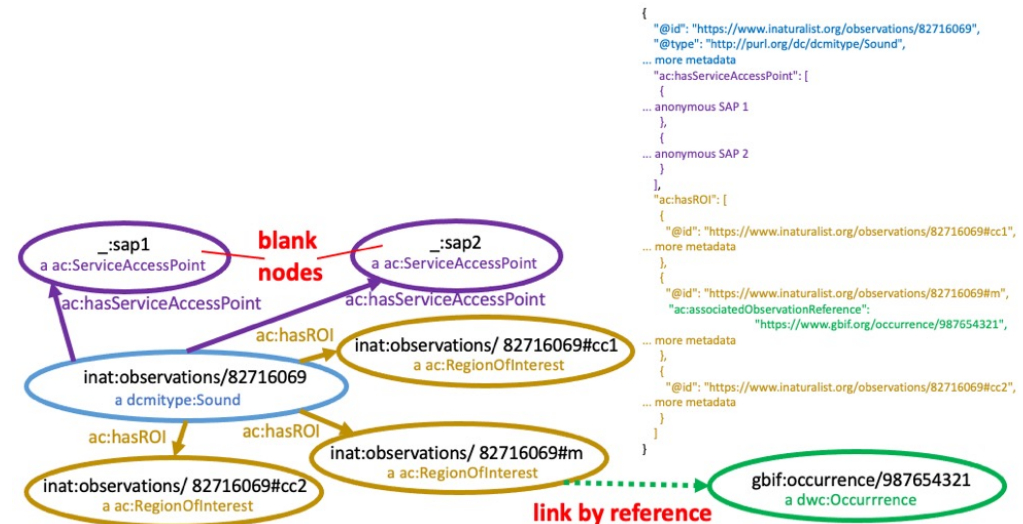 {
"@id": "https://www.inaturalist.org/observations/82716069",
"@type": "http://purl.org/dc/dcmitype/Sound",
... more metadata
"ac:hasServiceAccessPoint": [
{
... anonymous SAP 1
},
{
... anonymous SAP 2
}
],
"ac:hasROI": [
{
"@id": "https://www.inaturalist.org/observations/82716069#cc1",
... more metadata
},
{
"@id": "https://www.inaturalist.org/observations/82716069#m",
"ac:associatedObservationReference":
"https://www.gbif.org/occurrence/987654321",
... more metadata
},
{
"@id": "https://www.inaturalist.org/observations/82716069#cc2",
... more metadata
}
]
}
_:sap1
a ac:ServiceAccessPoint
blank
nodes
_:sap2
a ac:ServiceAccessPoint
ac:hasServiceAccessPoint
ac:hasServiceAccessPoint
ac:hasROI
inat:observations/ 82716069#cc1
a ac:RegionOfInterest
inat:observations/82716069
a dcmitype:Sound
ac:hasROI
ac:hasROI
inat:observations/ 82716069#m
a ac:RegionOfInterest
inat:observations/ 82716069#cc2
a ac:RegionOfInterest
link by reference
gbif:occurrence/987654321
a dwc:Occurrrence